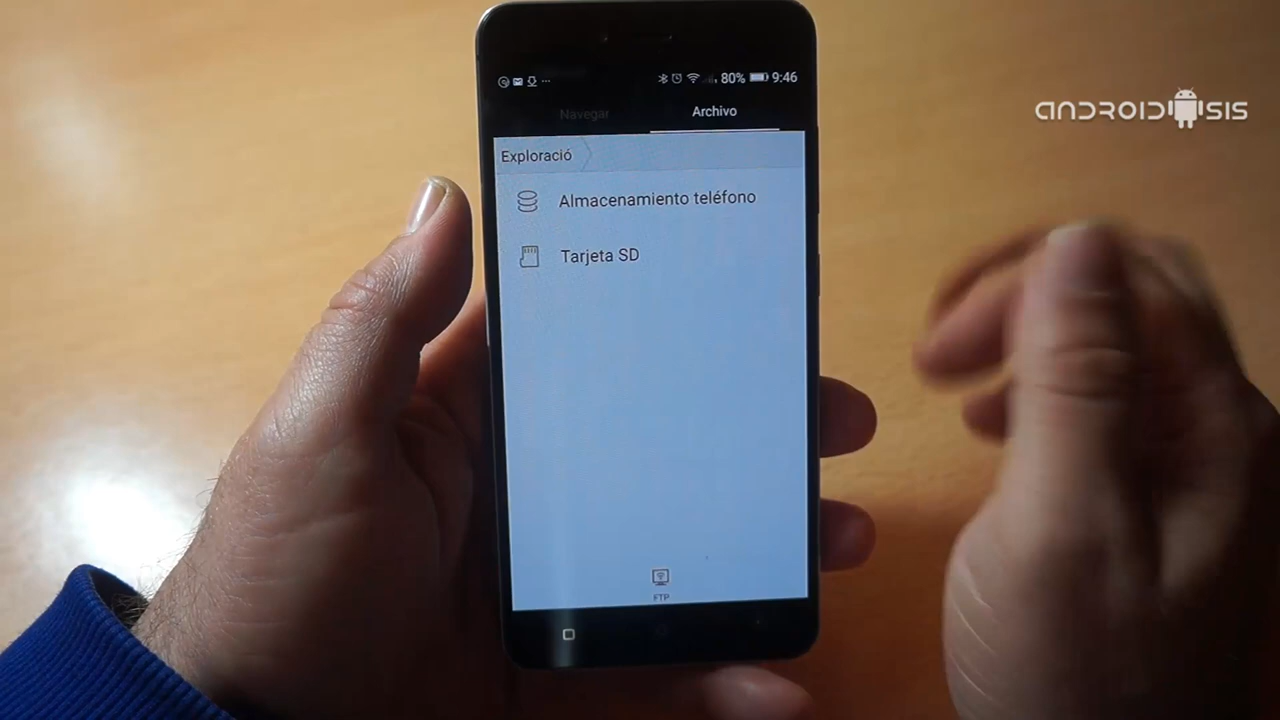 80% 9:46
Navegar Archivo
ANDROIDSIS
Exploració
Almacenamiento teléfono
Tarjeta SD
FTP